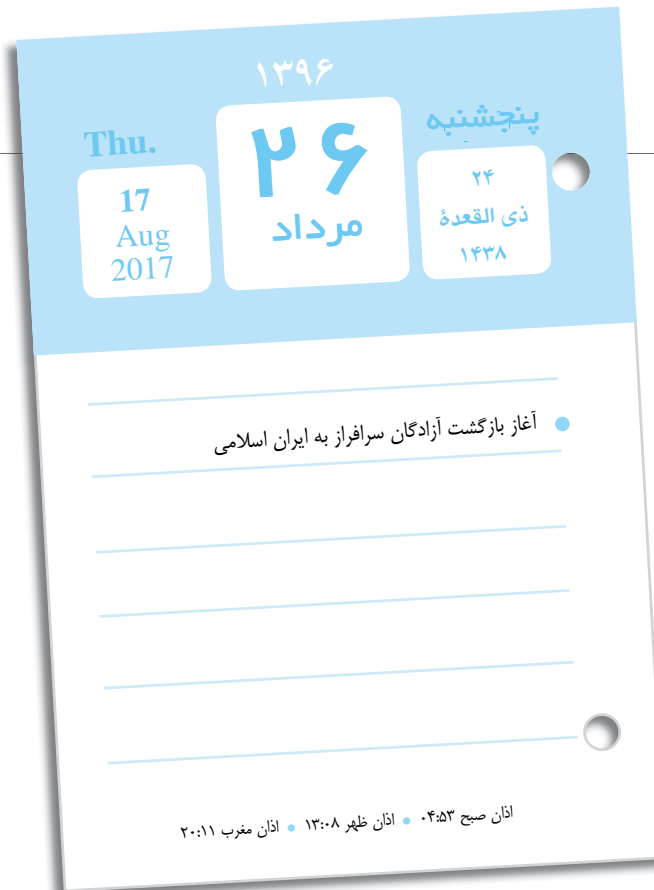 ۱۳۹۶
پنجشنبه
۲۴
ذی القعدۀ
۱۴۳۸
۲۶
مرداد
Thu.
17
Aug
2017
آغاز بازگشت آزادگان سرافراز به ایران اسلامی
اذان صبح ۰۴:۵۳ • اذان ظهر ۱۳:۰۸ • اذان مغرب ۲۰:۱۱